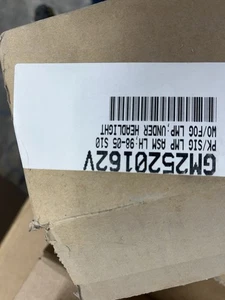 GM2520162V
PK/SIG LMP ASM LH;98-05 S10
WO/FOG LMP;UNDER HEADLIGHT